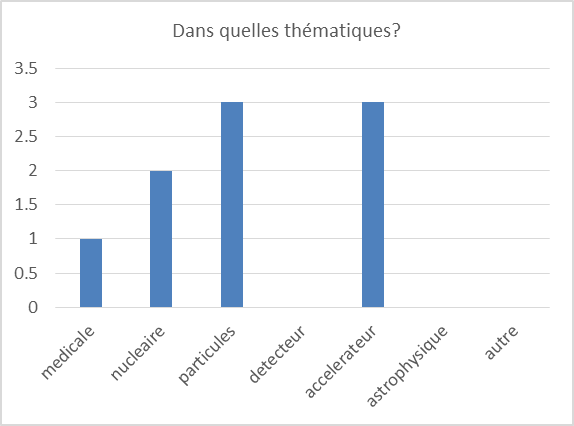 Dans quelles thématiques?
3.5
3
2.5
2
1.5
1
0.5
0
medicale
nucleaire
particules
detecteur
accelerateur
astrophysique
autre